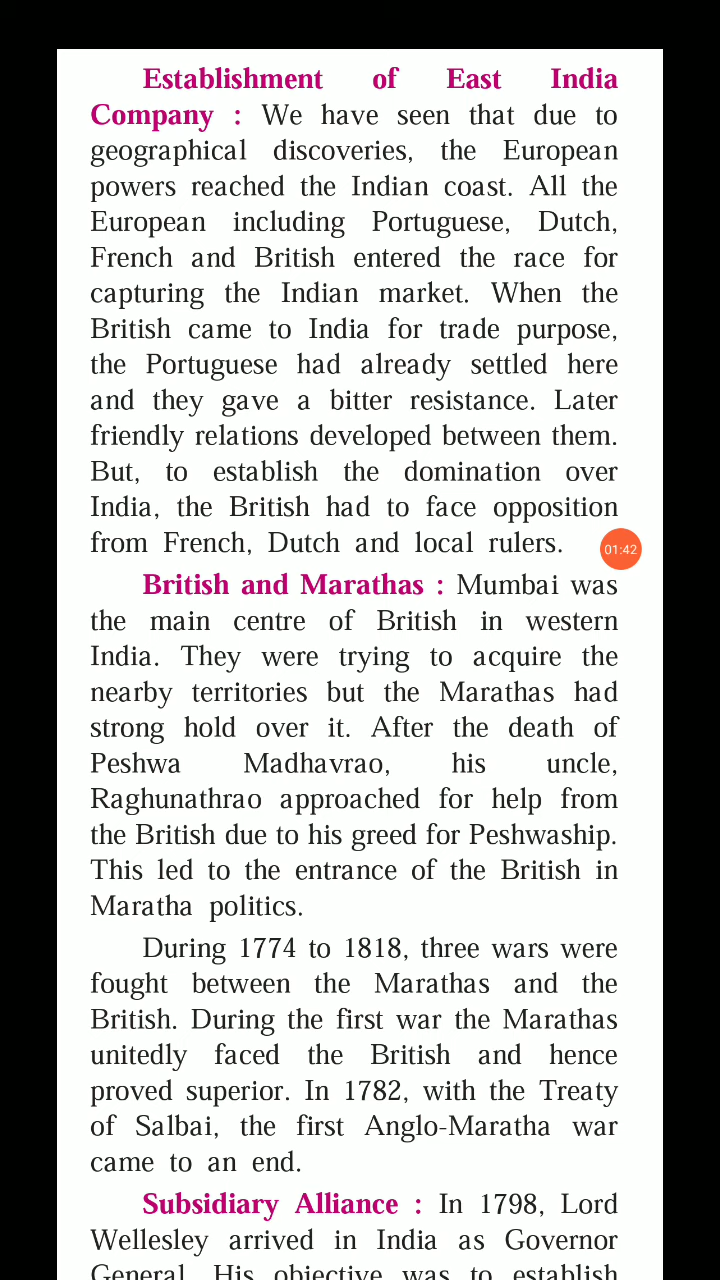 Establishment of East India
Company : We have seen that due to
geographical discoveries, the European
powers reached the Indian coast. All the
European including Portuguese, Dutch,
French and British entered the race for
capturing the Indian market. When the
British came to India for trade purpose,
the Portuguese had already settled here
and they gave a bitter resistance. Later
friendly relations developed between them.
But, to establish the domination over
India, the British had to face opposition
from French, Dutch and local rulers.
01:42
British and Marathas : Mumbai was
the main centre of British in western
India. They were trying to acquire the
nearby territories but the Marathas had
strong hold over it. After the death of
Peshwa Madhavrao, his uncle,
Raghunathrao approached for help from
the British due to his greed for Peshwaship.
This led to the entrance of the British in
Maratha politics.
During 1774 to 1818, three wars were
fought between the Marathas and the
British. During the first war the Marathas
unitedly faced the British and hence
proved superior. In 1782, with the Treaty
of Salbai, the first Anglo-Maratha war
came to an end.
Subsidiary Alliance : In 1798, Lord
Wellesley arrived in India as Governor
General. His objective was to establish